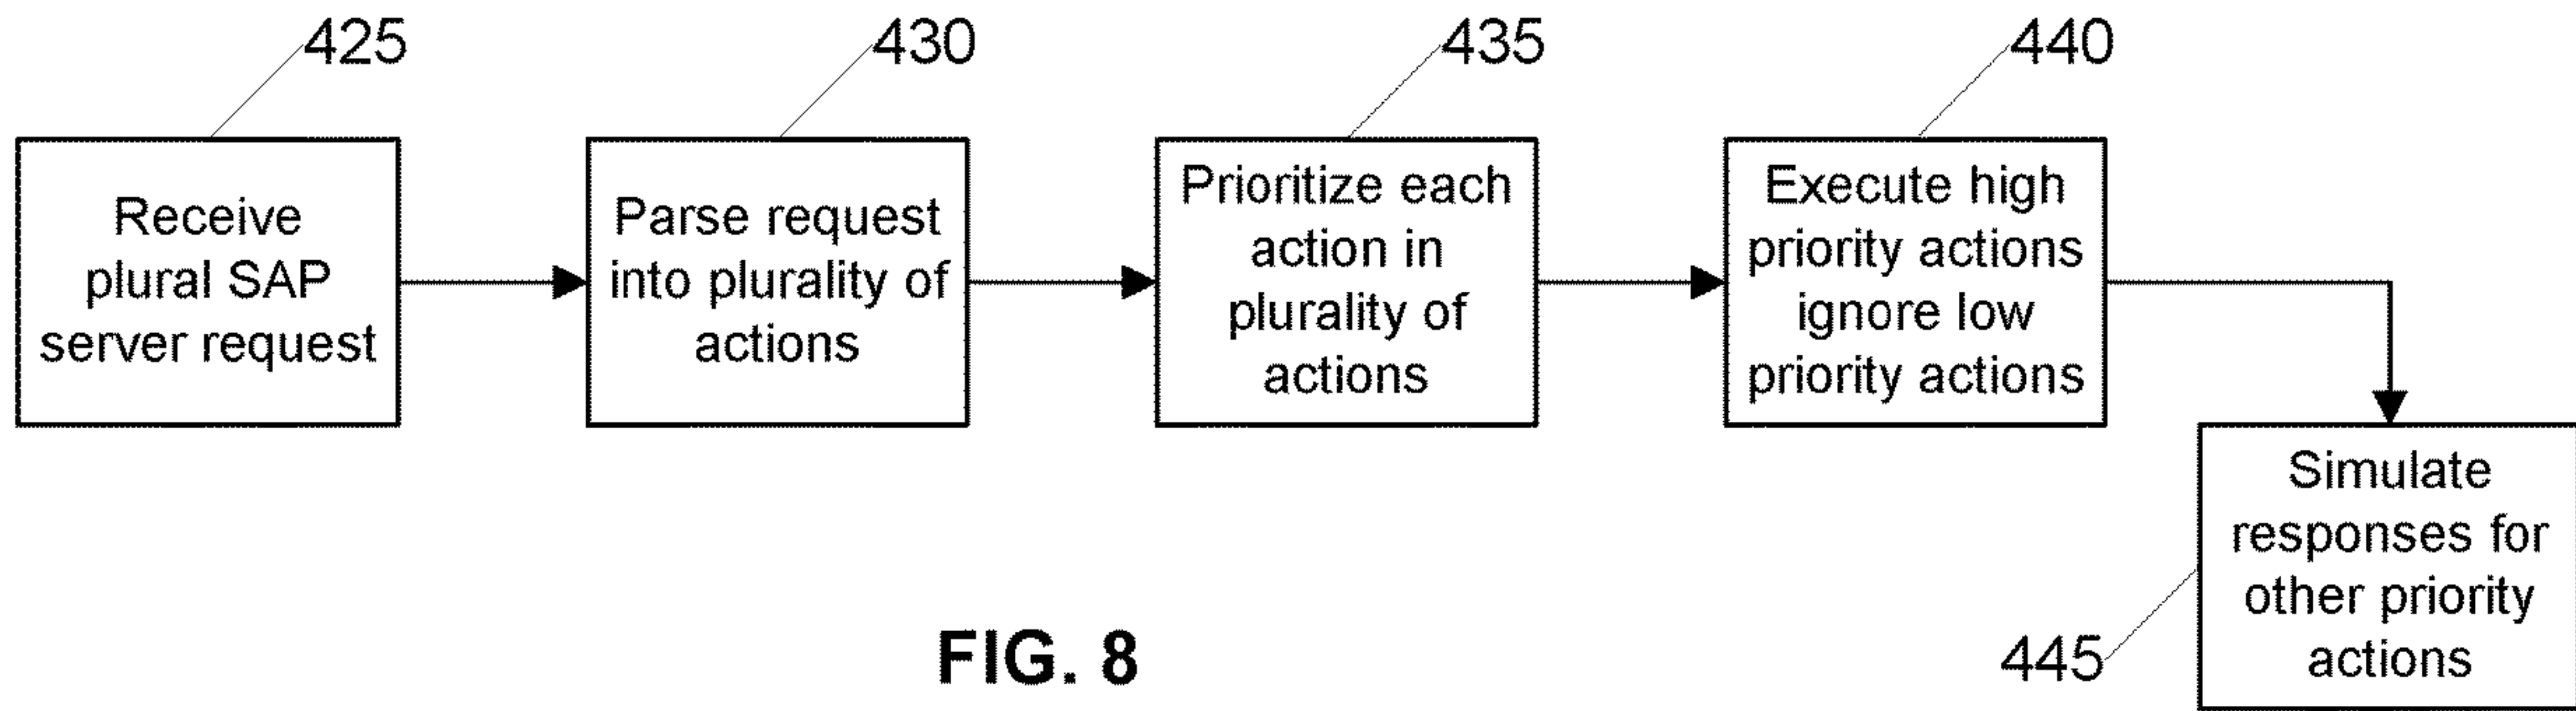 425
430
435
440
Receive
plural SAP
server request
Parse request
into plurality of
actions
Prioritize each
action in
plurality of
actions
Execute high
priority actions
ignore low
priority actions
Simulate
responses for
other priority
actions
445
FIG. 8